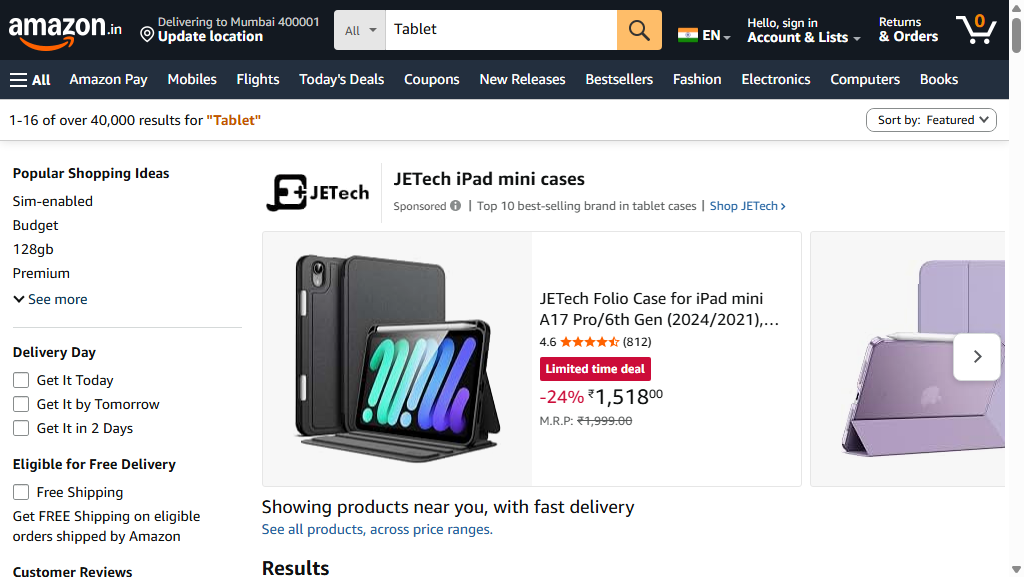 amazon.in
Delivering to Mumbai 400001
Update location
All
Tablet
EN
Hello, sign in
Account & Lists
Returns
& Orders
0
All
Amazon Pay
Mobiles
Flights
Today's Deals
Coupons
New Releases
Bestsellers
Fashion
Electronics
Computers
Books
1-16 of over 40,000 results for "Tablet"
Sort by: Featured
Popular Shopping Ideas
Sim-enabled
Budget
128gb
Premium
See more
Delivery Day
Get It Today
Get It by Tomorrow
Get It in 2 Days
Eligible for Free Delivery
Free Shipping
Get FREE Shipping on eligible
orders shipped by Amazon
Customer Reviews
JETech
JETech iPad mini cases
Sponsored | Top 10 best-selling brand in tablet cases | Shop JETech ›
JETech Folio Case for iPad mini
A17 Pro/6th Gen (2024/2021),…
4.6 (812)
Limited time deal
-24% ₹1,51800
M.R.P: ₹1,999.00
Showing products near you, with fast delivery
See all products, across price ranges.
Results